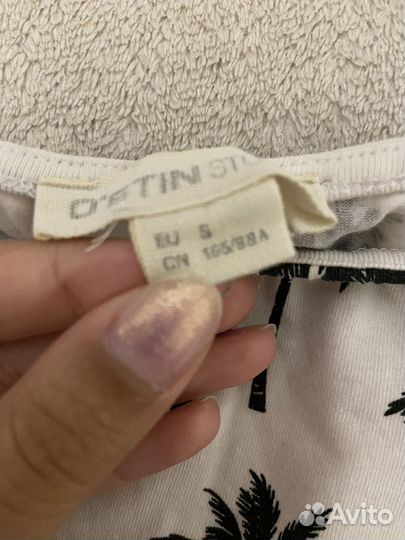 O'STIN ST
EU S
CN 165/88A
Avito